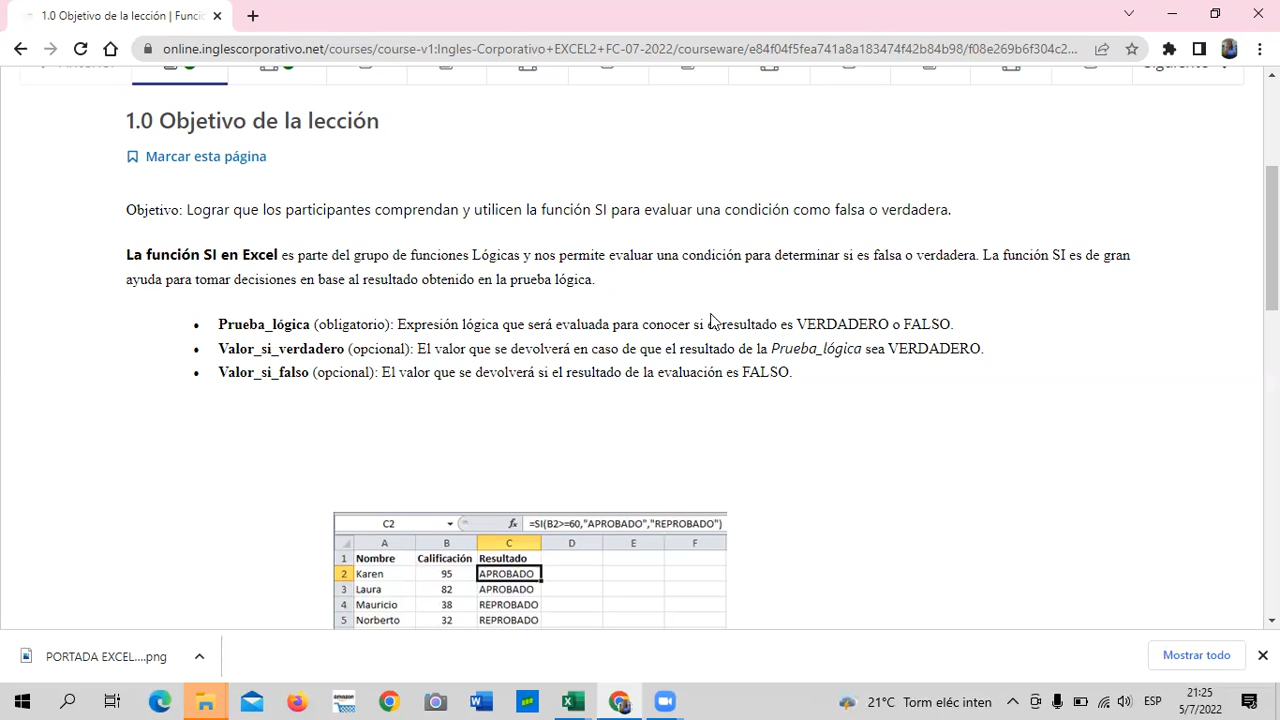 1.0 Objetivo de la lección | Funcio
online.inglescorporativo.net/courses/course-v1:Ingles-Corporativo+EXCEL2+FC-07-2022/courseware/e84f04f5fea741a8a183474f42b84b98/f08e269b6f304c2...
1.0 Objetivo de la lección
Marcar esta página
Objetivo: Lograr que los participantes comprendan y utilicen la función SI para evaluar una condición como falsa o verdadera.
La función SI en Excel es parte del grupo de funciones Lógicas y nos permite evaluar una condición para determinar si es falsa o verdadera. La función SI es de gran
ayuda para tomar decisiones en base al resultado obtenido en la prueba lógica.
• Prueba_lógica (obligatorio): Expresión lógica que será evaluada para conocer si el resultado es VERDADERO o FALSO.
• Valor_si_verdadero (opcional): El valor que se devolverá en caso de que el resultado de la Prueba_lógica sea VERDADERO.
• Valor_si_falso (opcional): El valor que se devolverá si el resultado de la evaluación es FALSO.
C2 fx =SI(B2>=60,"APROBADO","REPROBADO")
A B C D E F
1 Nombre Calificación Resultado
2 Karen 95 APROBADO
3 Laura 82 APROBADO
4 Mauricio 38 REPROBADO
5 Norberto 32 REPROBADO
PORTADA EXCEL....png
Mostrar todo
amazon
21°C Torm eléc inten
ESP
21:25
5/7/2022